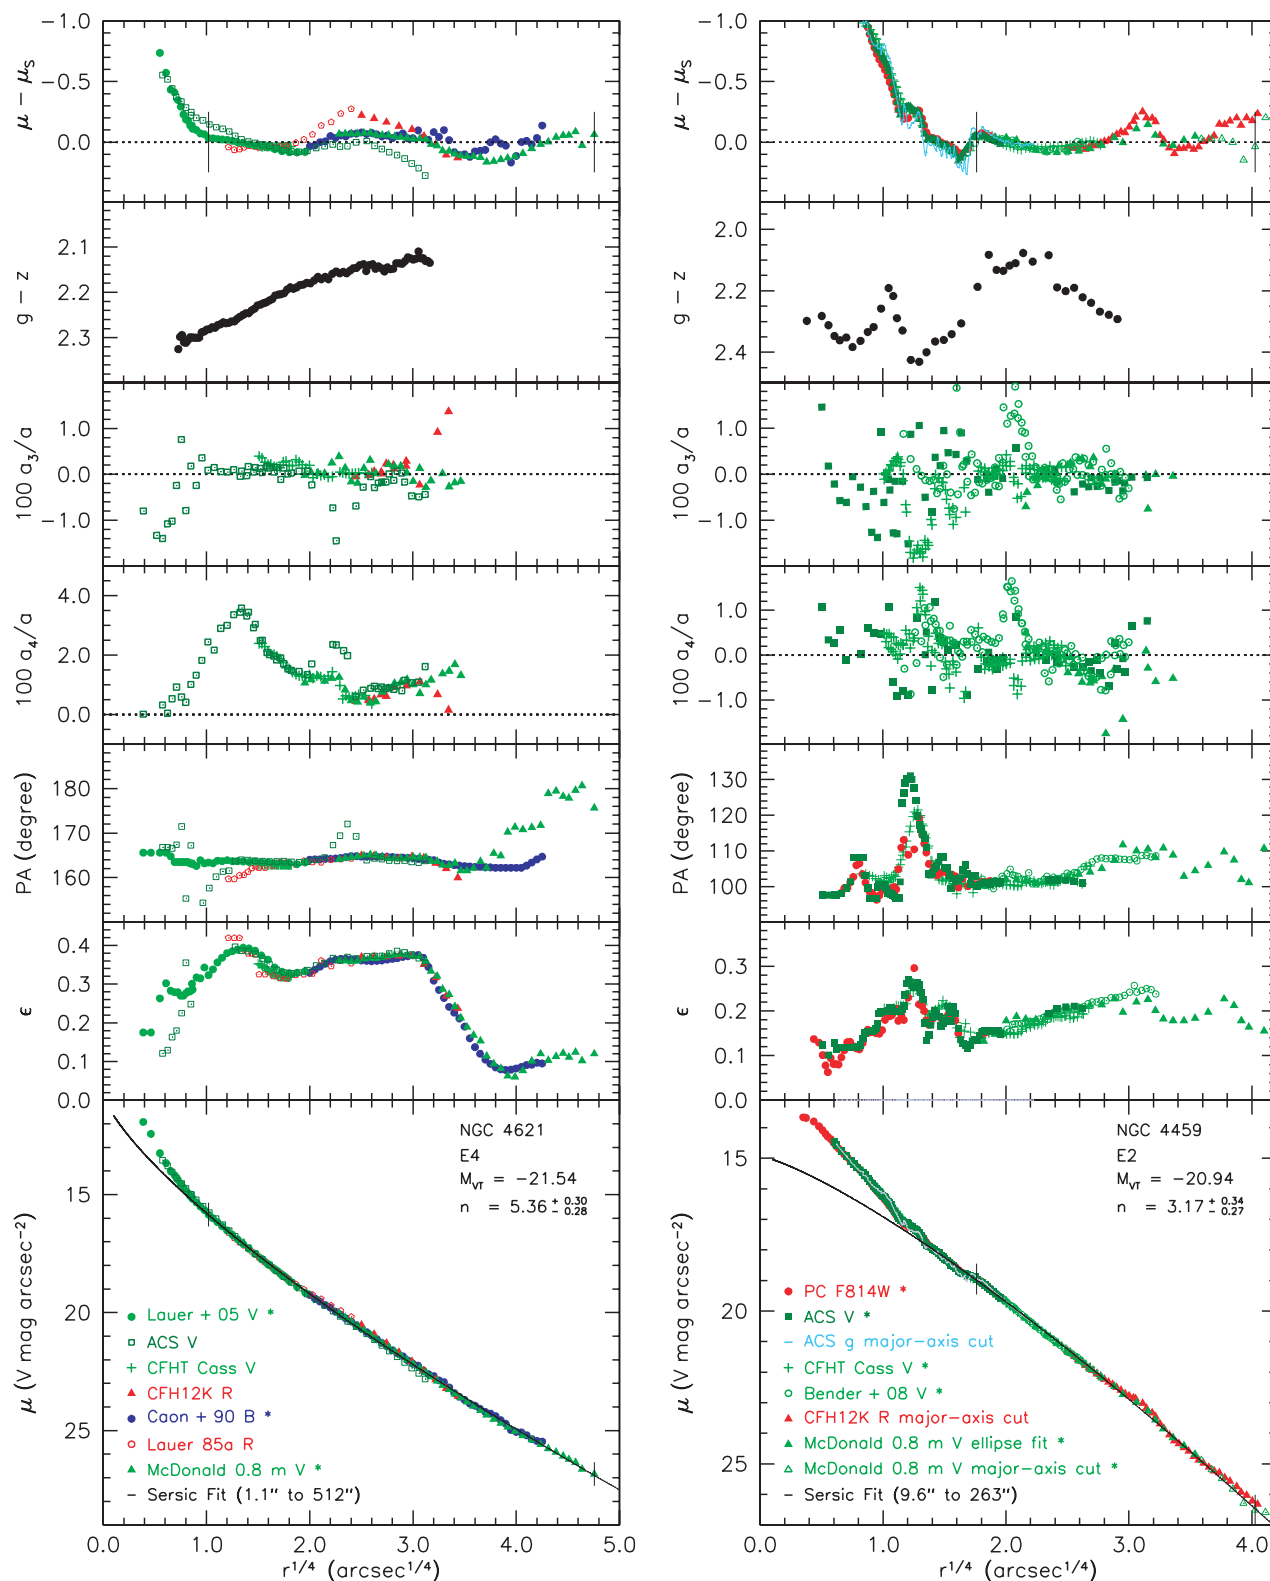 −1.0
−0.5
0.0
μ − μS
2.1
2.2
2.3
g − z
1.0
0.0
−1.0
100 a3/a
4.0
2.0
0.0
100 a4/a
180
170
160
PA (degree)
0.4
0.3
0.2
0.1
0.0
ε
NGC 4621
E4
MVT = −21.54
n = 5.36 + 0.30 − 0.28
15
20
25
μ (V mag arcsec−2)
Lauer + 05 V *
ACS V
CFHT Cass V
CFH12K R
Caon + 90 B *
Lauer 85a R
McDonald 0.8 m V *
− Sersic Fit (1.1" to 512")
0.0 1.0 2.0 3.0 4.0 5.0
r1/4 (arcsec1/4)
−1.0
−0.5
0.0
μ − μS
2.0
2.2
2.4
g − z
1.0
0.0
−1.0
100 a3/a
1.0
0.0
−1.0
100 a4/a
130
120
110
100
PA (degree)
0.3
0.2
0.1
0.0
ε
NGC 4459
E2
MVT = −20.94
n = 3.17 + 0.34 − 0.27
15
20
25
μ (V mag arcsec−2)
PC F814W *
ACS V *
− ACS g major−axis cut
CFHT Cass V *
Bender + 08 V *
CFH12K R major−axis cut
McDonald 0.8 m V ellipse fit *
McDonald 0.8 m V major−axis cut *
− Sersic Fit (9.6" to 263")
0.0 1.0 2.0 3.0 4.0
r1/4 (arcsec1/4)